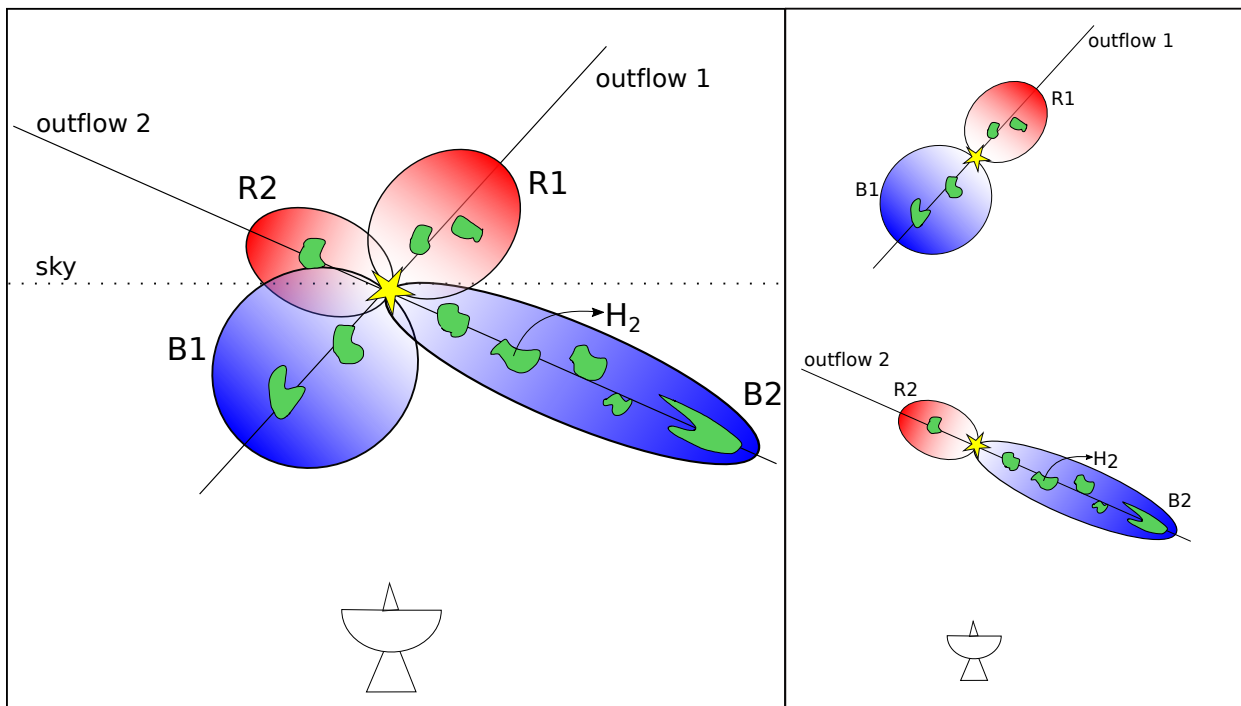 outflow 1
outflow 2
R2
R1
sky
H₂
B1
B2
outflow 1
R1
B1
outflow 2
R2
H₂
B2